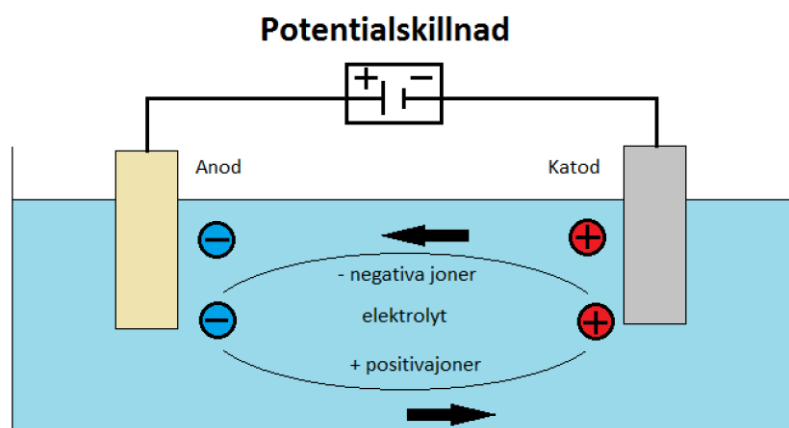 Potentialskillnad
+ −
Anod
Katod
− +
- negativa joner
− elektrolyt +
+ positivajoner